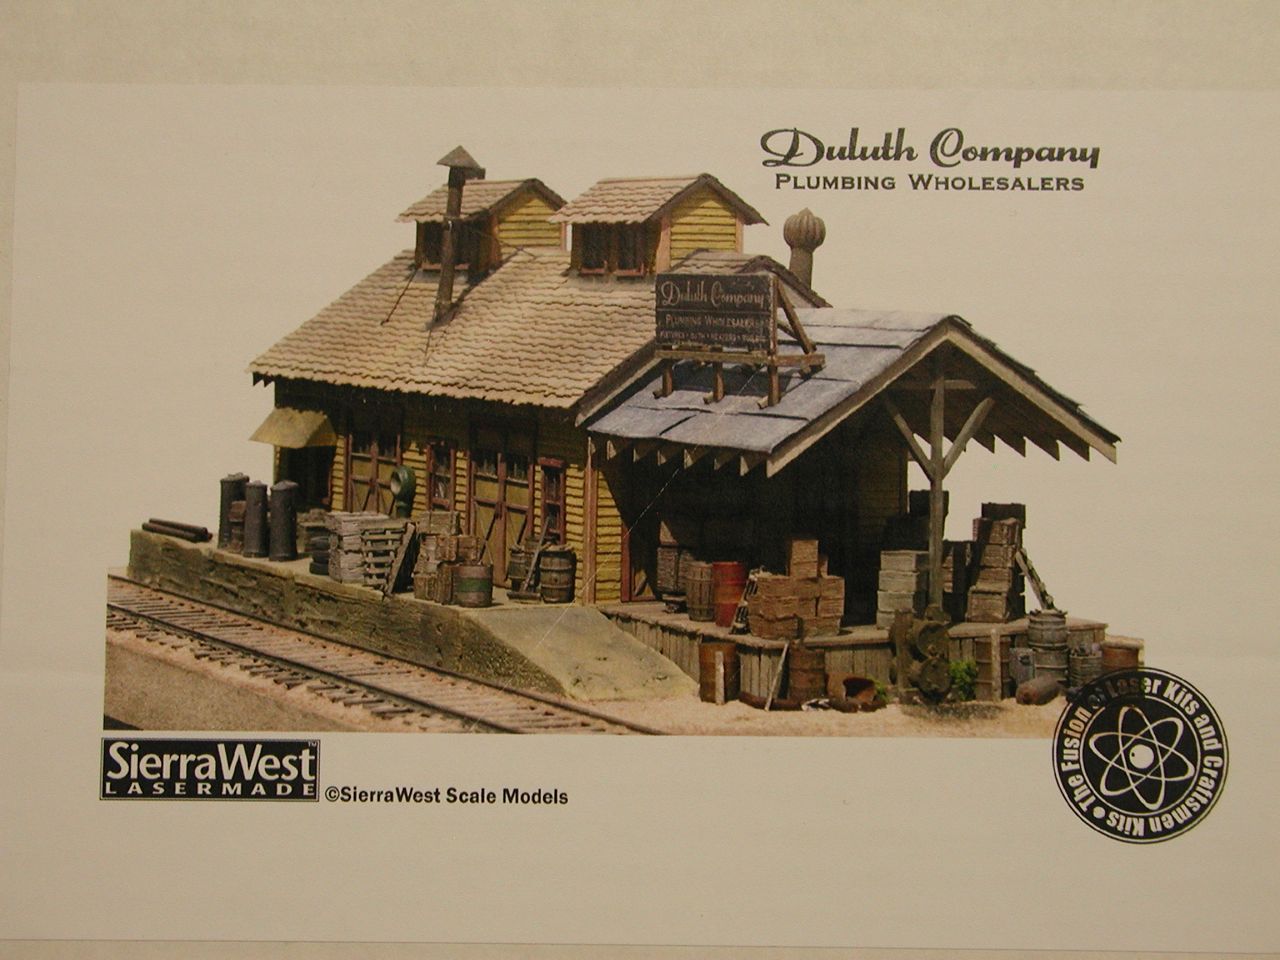 Duluth Company
Plumbing Wholesalers
Duluth Company
Plumbing Wholesalers
SierraWest™
LASERMADE
©SierraWest Scale Models
The Fusion of Laser Kits and Craftsmen Kits •